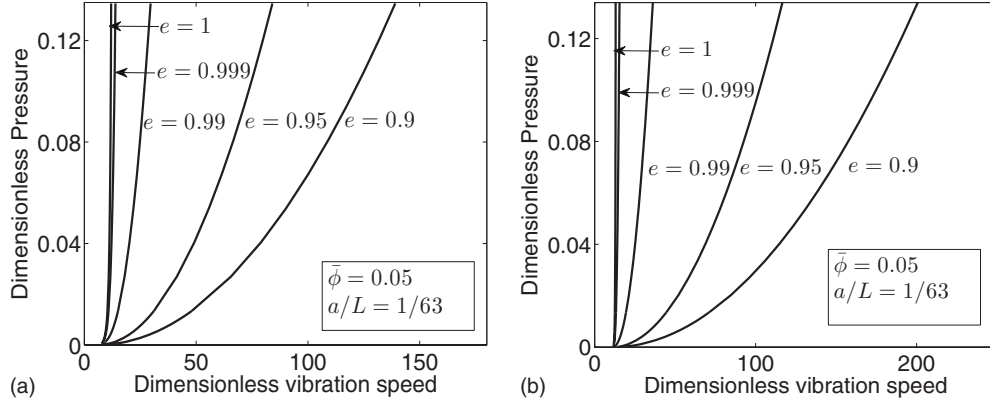 0.12
0.08
0.04
0
Dimensionless Pressure
e = 1
e = 0.999
e = 0.99
e = 0.95
e = 0.9
ϕ̄ = 0.05
a/L = 1/63
0
50
100
150
(a)
Dimensionless vibration speed
0.12
0.08
0.04
0
Dimensionless Pressure
e = 1
e = 0.999
e = 0.99
e = 0.95
e = 0.9
ϕ̄ = 0.05
a/L = 1/63
0
100
200
(b)
Dimensionless vibration speed